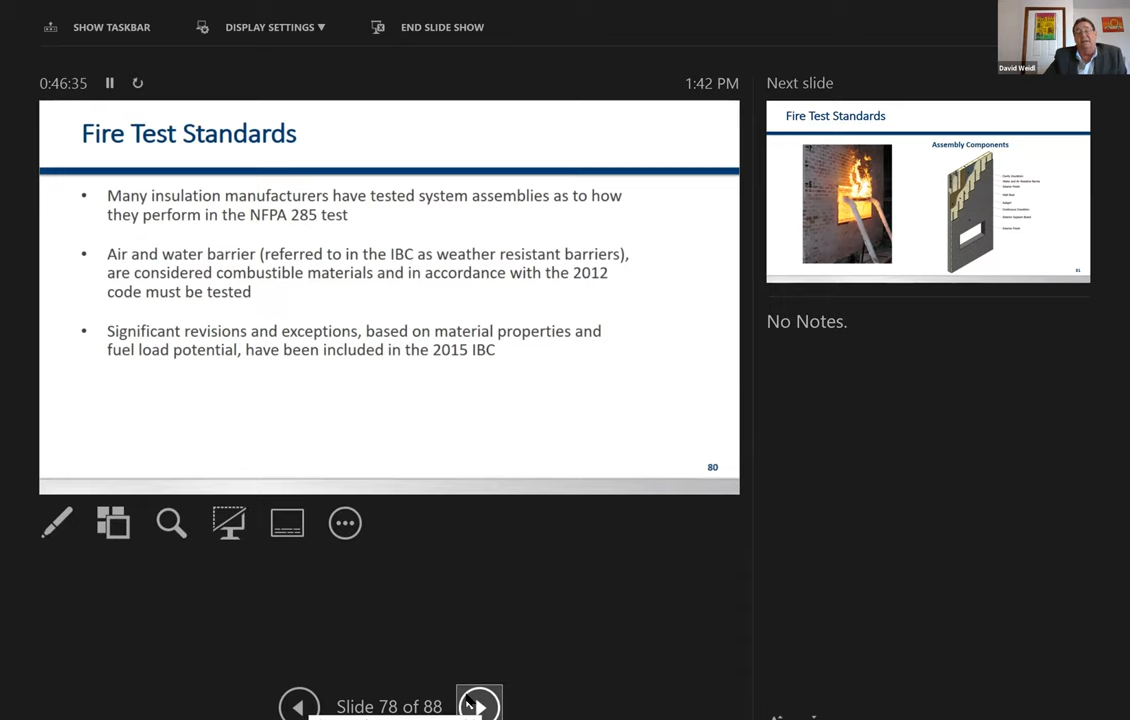 SHOW TASKBAR
DISPLAY SETTINGS ▼
END SLIDE SHOW
David Weidl
0:46:35
1:42 PM
Next slide
Fire Test Standards
• Many insulation manufacturers have tested system assemblies as to how
they perform in the NFPA 285 test
• Air and water barrier (referred to in the IBC as weather resistant barriers),
are considered combustible materials and in accordance with the 2012
code must be tested
• Significant revisions and exceptions, based on material properties and
fuel load potential, have been included in the 2015 IBC
80
Fire Test Standards
Assembly Components
Exterior Finish
81
No Notes.
Slide 78 of 88